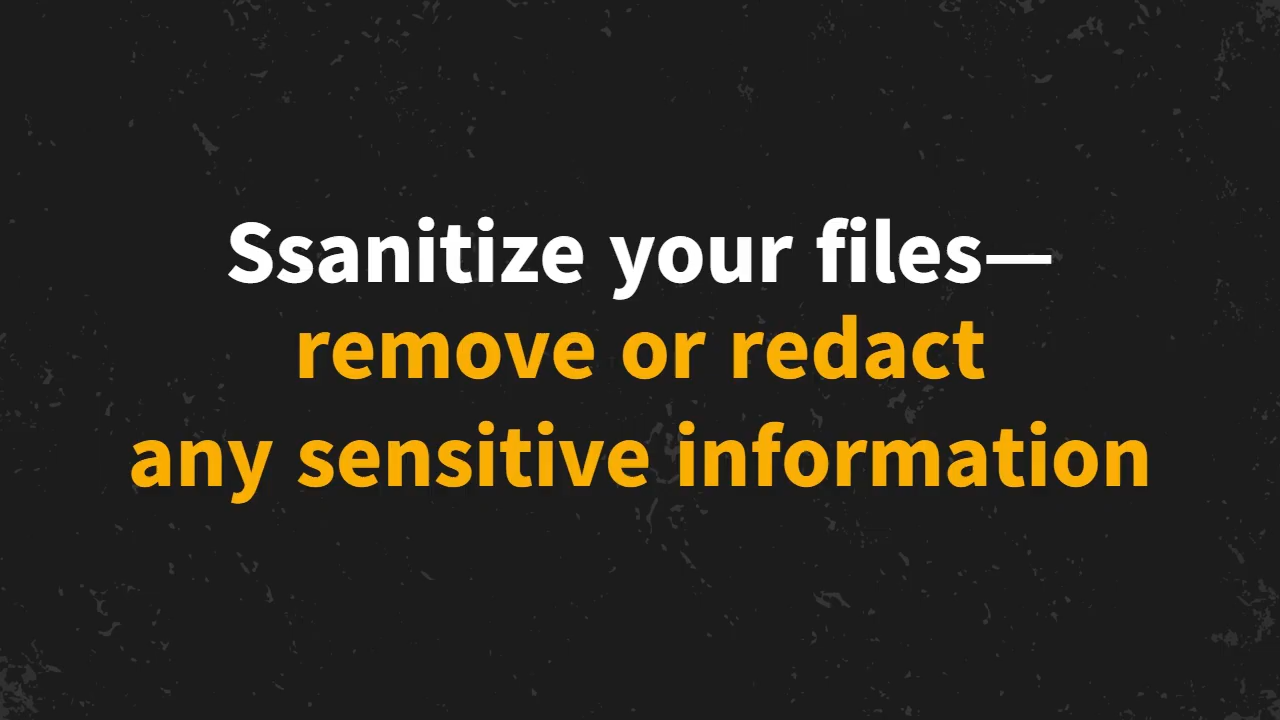 Ssanitize your files—
remove or redact
any sensitive information